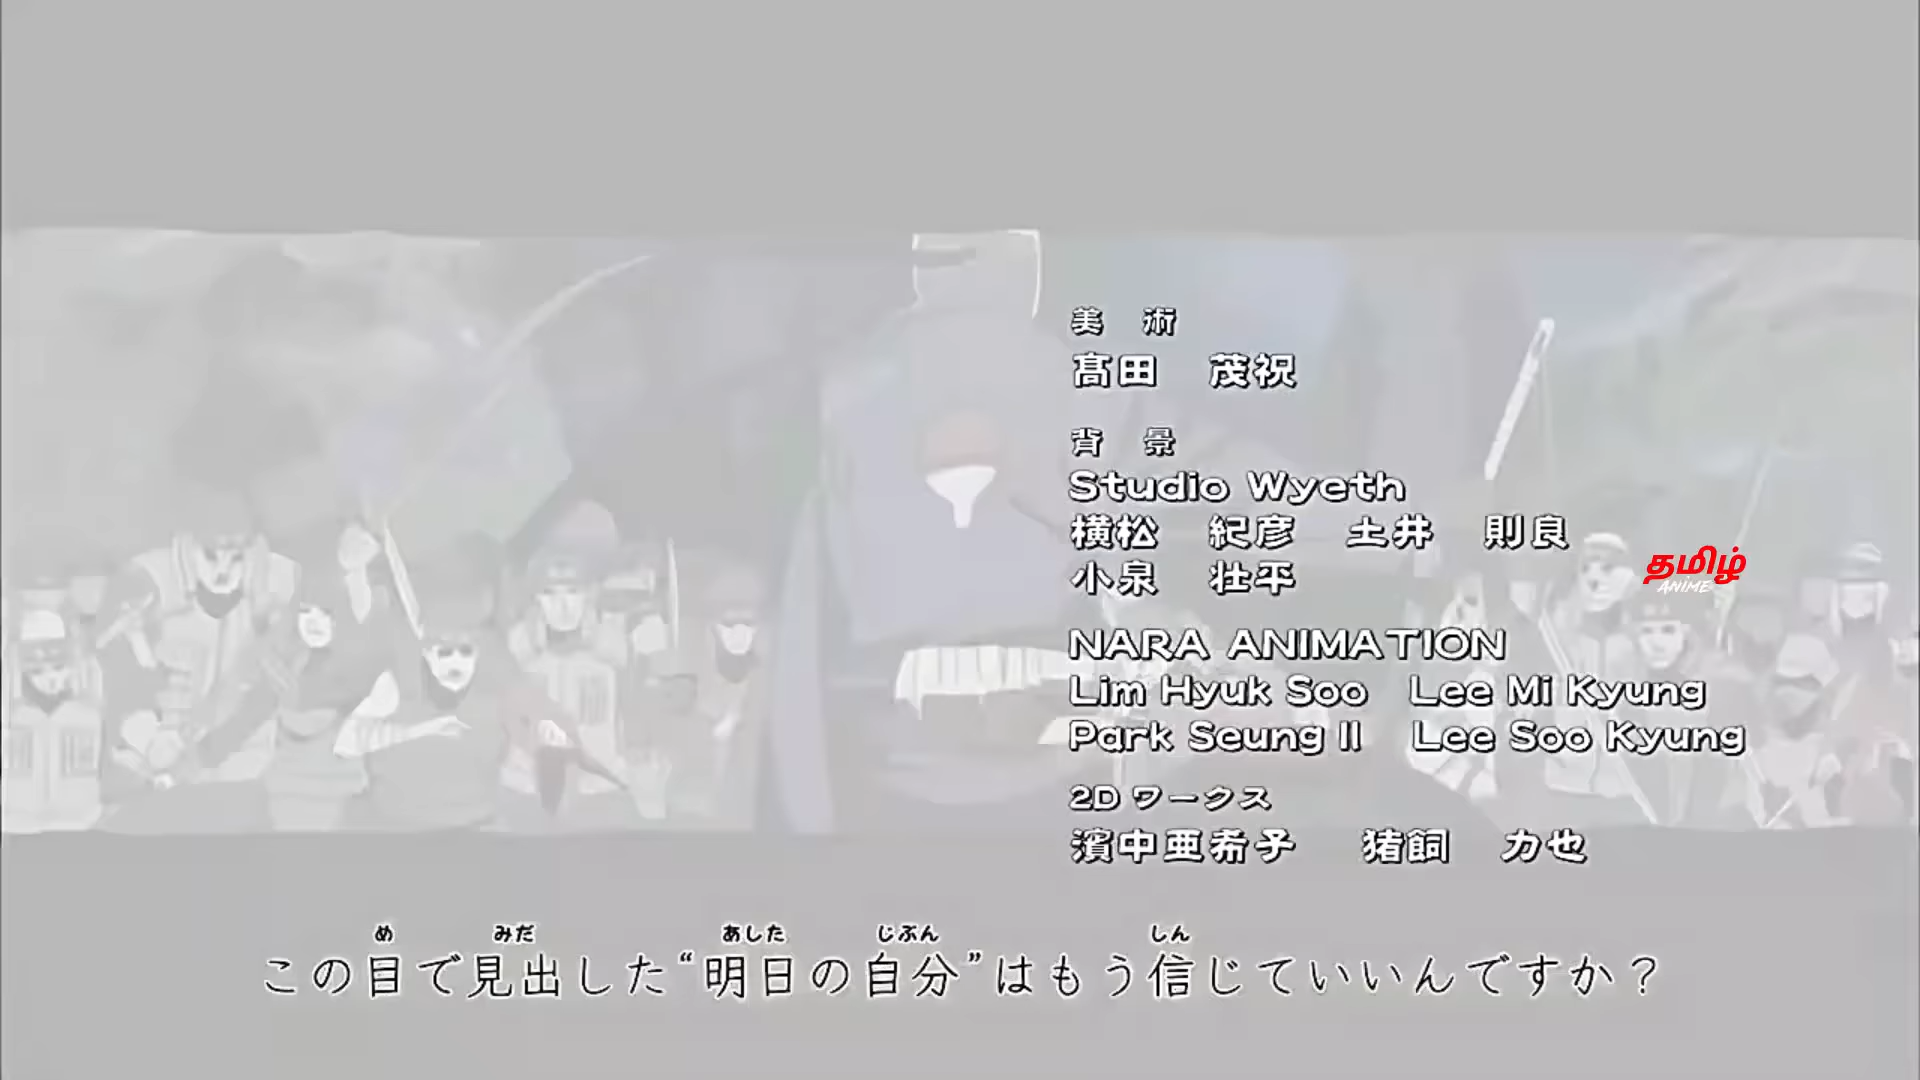 美 術
髙田 茂祝
背 景
Studio Wyeth
横松 紀彦 土井 則良
小泉 壮平
தமிழ்
ANIME
NARA ANIMATION
Lim Hyuk Soo Lee Mi Kyung
Park Seung Il Lee Soo Kyung
2D ワークス
濱中亜希子 猪飼 力也
め みだ あした じぶん しん
この目で見出した“明日の自分”はもう信じていいんですか？